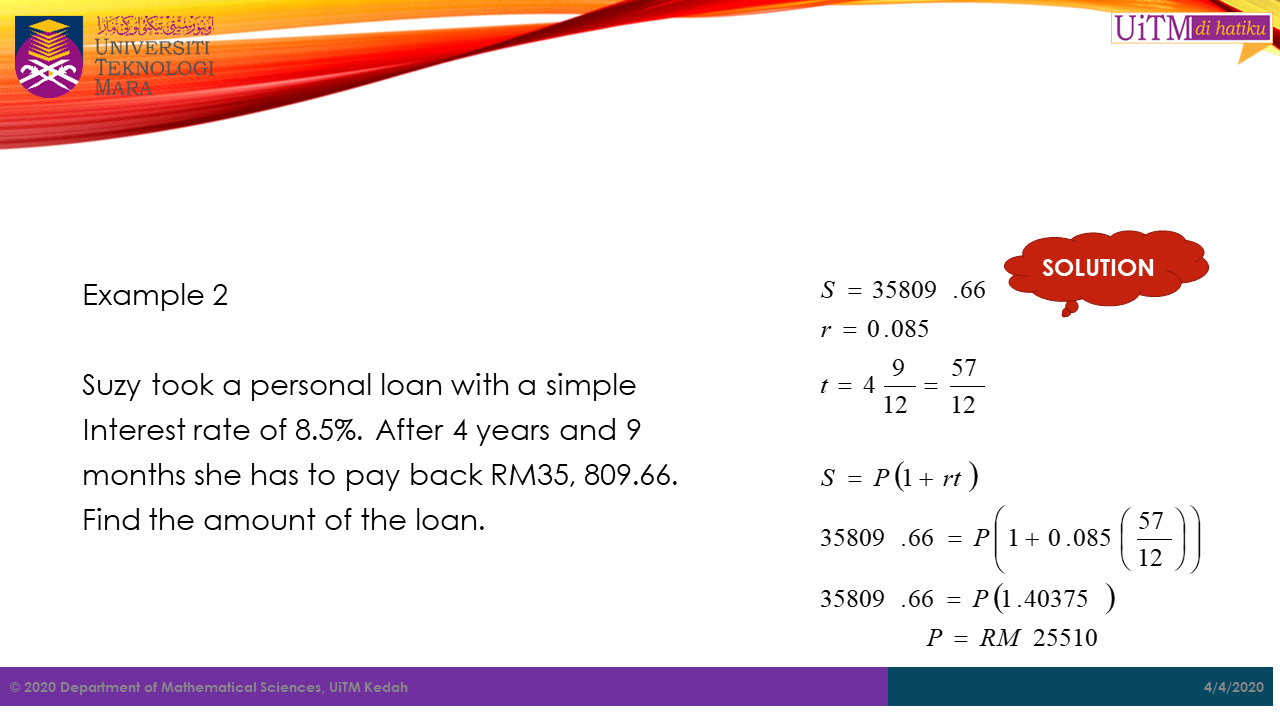 UNIVERSITI
TEKNOLOGI
MARA
UiTM di hatiku
Example 2
Suzy took a personal loan with a simple
Interest rate of 8.5%. After 4 years and 9
months she has to pay back RM35, 809.66.
Find the amount of the loan.
SOLUTION
S = 35809 .66
r = 0.085
t = 4 9/12 = 57/12
S = P(1 + rt)
35809 .66 = P(1 + 0.085(57/12))
35809 .66 = P(1.40375)
P = RM 25510
© 2020 Department of Mathematical Sciences, UiTM Kedah
4/4/2020